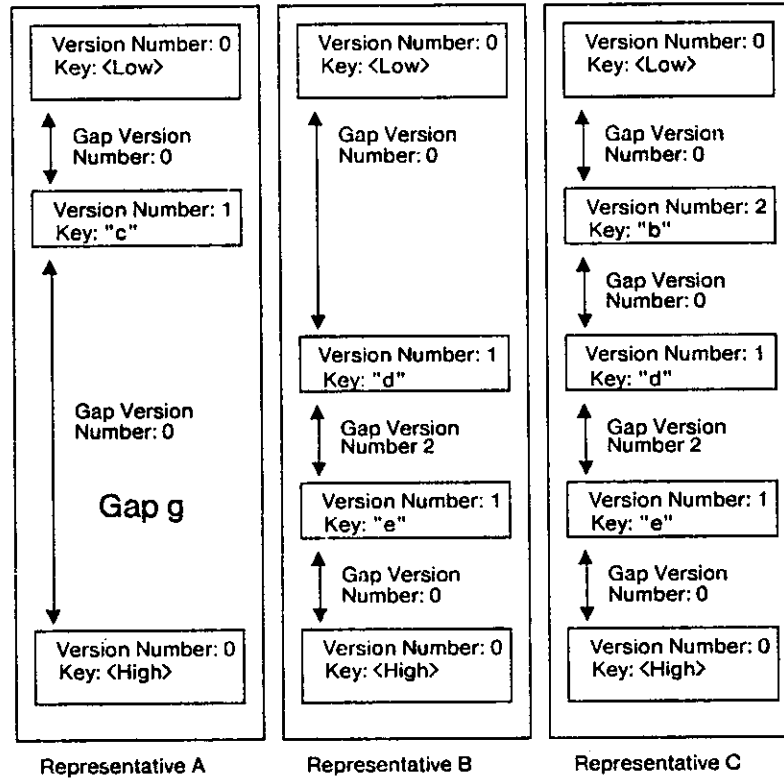 Version Number: 0
Key: <Low>
Gap Version
Number: 0
Version Number: 1
Key: "c"
Gap Version
Number: 0
Gap g
Version Number: 0
Key: <High>
Representative A
Version Number: 0
Key: <Low>
Gap Version
Number: 0
Version Number: 1
Key: "d"
Gap Version
Number 2
Version Number: 1
Key: "e"
Gap Version
Number: 0
Version Number: 0
Key: <High>
Representative B
Version Number: 0
Key: <Low>
Gap Version
Number: 0
Version Number: 2
Key: "b"
Gap Version
Number: 0
Version Number: 1
Key: "d"
Gap Version
Number 2
Version Number: 1
Key: "e"
Gap Version
Number: 0
Version Number: 0
Key: <High>
Representative C